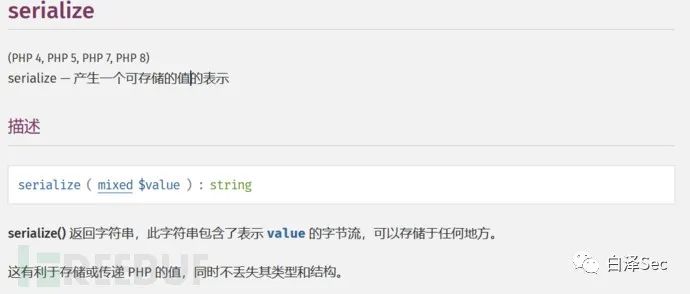 serialize
(PHP 4, PHP 5, PHP 7, PHP 8)
serialize — 产生一个可存储的值的表示
描述
serialize ( mixed $value ) : string
serialize() 返回字符串，此字符串包含了表示 value 的字节流，可以存储于任何地方。
这有利于存储或传递 PHP 的值，同时不丢失其类型和结构。
REEBUF
白泽Sec